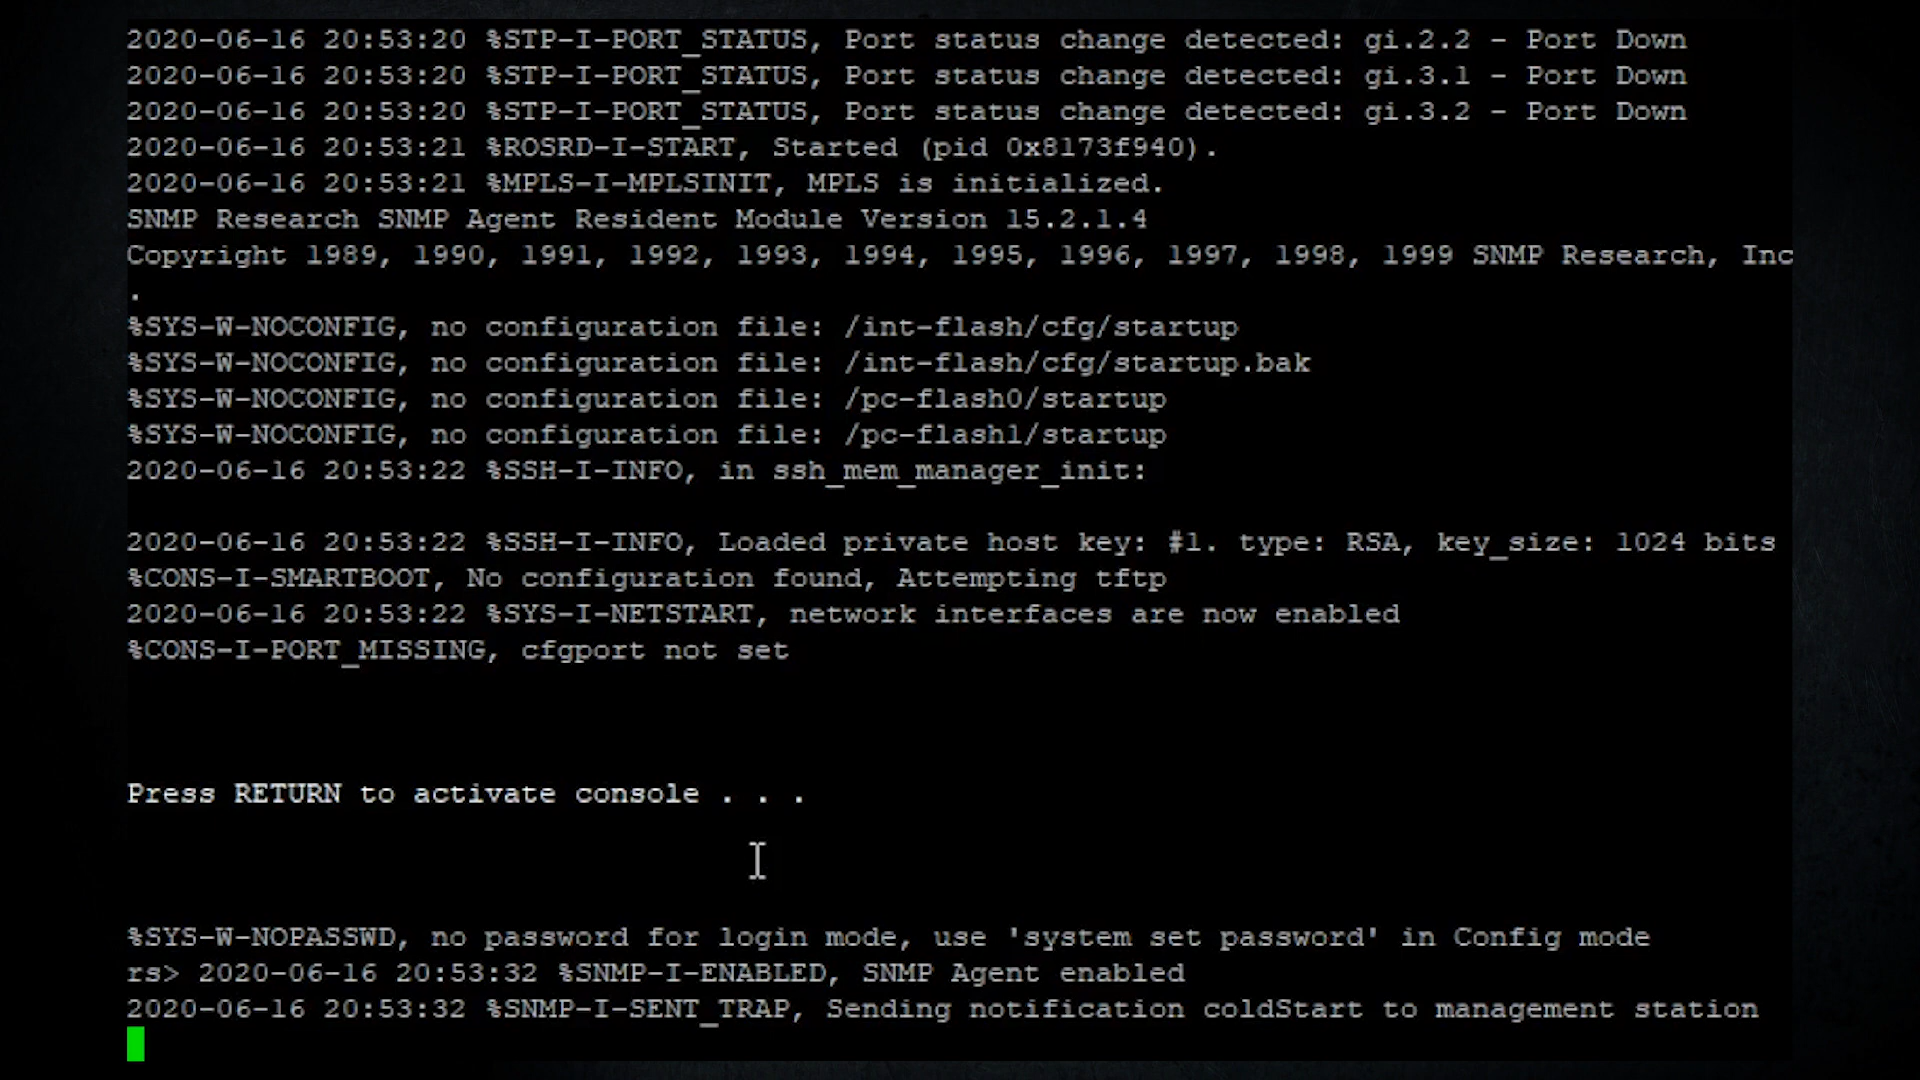 2020-06-16 20:53:20 %STP-I-PORT_STATUS, Port status change detected: gi.2.2 - Port Down
2020-06-16 20:53:20 %STP-I-PORT_STATUS, Port status change detected: gi.3.1 - Port Down
2020-06-16 20:53:20 %STP-I-PORT_STATUS, Port status change detected: gi.3.2 - Port Down
2020-06-16 20:53:21 %ROSRD-I-START, Started (pid 0x8173f940).
2020-06-16 20:53:21 %MPLS-I-MPLSINIT, MPLS is initialized.
SNMP Research SNMP Agent Resident Module Version 15.2.1.4
Copyright 1989, 1990, 1991, 1992, 1993, 1994, 1995, 1996, 1997, 1998, 1999 SNMP Research, Inc
.
%SYS-W-NOCONFIG, no configuration file: /int-flash/cfg/startup
%SYS-W-NOCONFIG, no configuration file: /int-flash/cfg/startup.bak
%SYS-W-NOCONFIG, no configuration file: /pc-flash0/startup
%SYS-W-NOCONFIG, no configuration file: /pc-flash1/startup
2020-06-16 20:53:22 %SSH-I-INFO, in ssh_mem_manager_init:
2020-06-16 20:53:22 %SSH-I-INFO, Loaded private host key: #1. type: RSA, key_size: 1024 bits
%CONS-I-SMARTBOOT, No configuration found, Attempting tftp
2020-06-16 20:53:22 %SYS-I-NETSTART, network interfaces are now enabled
%CONS-I-PORT_MISSING, cfgport not set
Press RETURN to activate console . . .
%SYS-W-NOPASSWD, no password for login mode, use 'system set password' in Config mode
rs> 2020-06-16 20:53:32 %SNMP-I-ENABLED, SNMP Agent enabled
2020-06-16 20:53:32 %SNMP-I-SENT_TRAP, Sending notification coldStart to management station